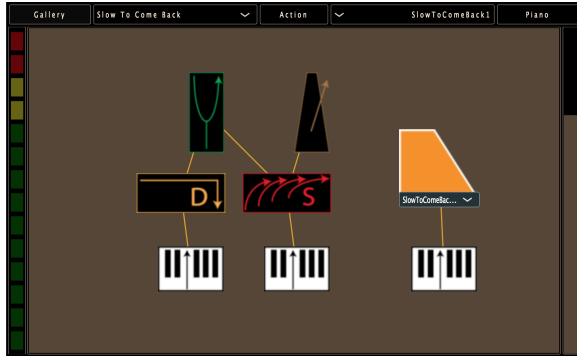 Gallery
Slow To Come Back
Action
SlowToComeBack1
Piano
D
S
SlowToComeBac...